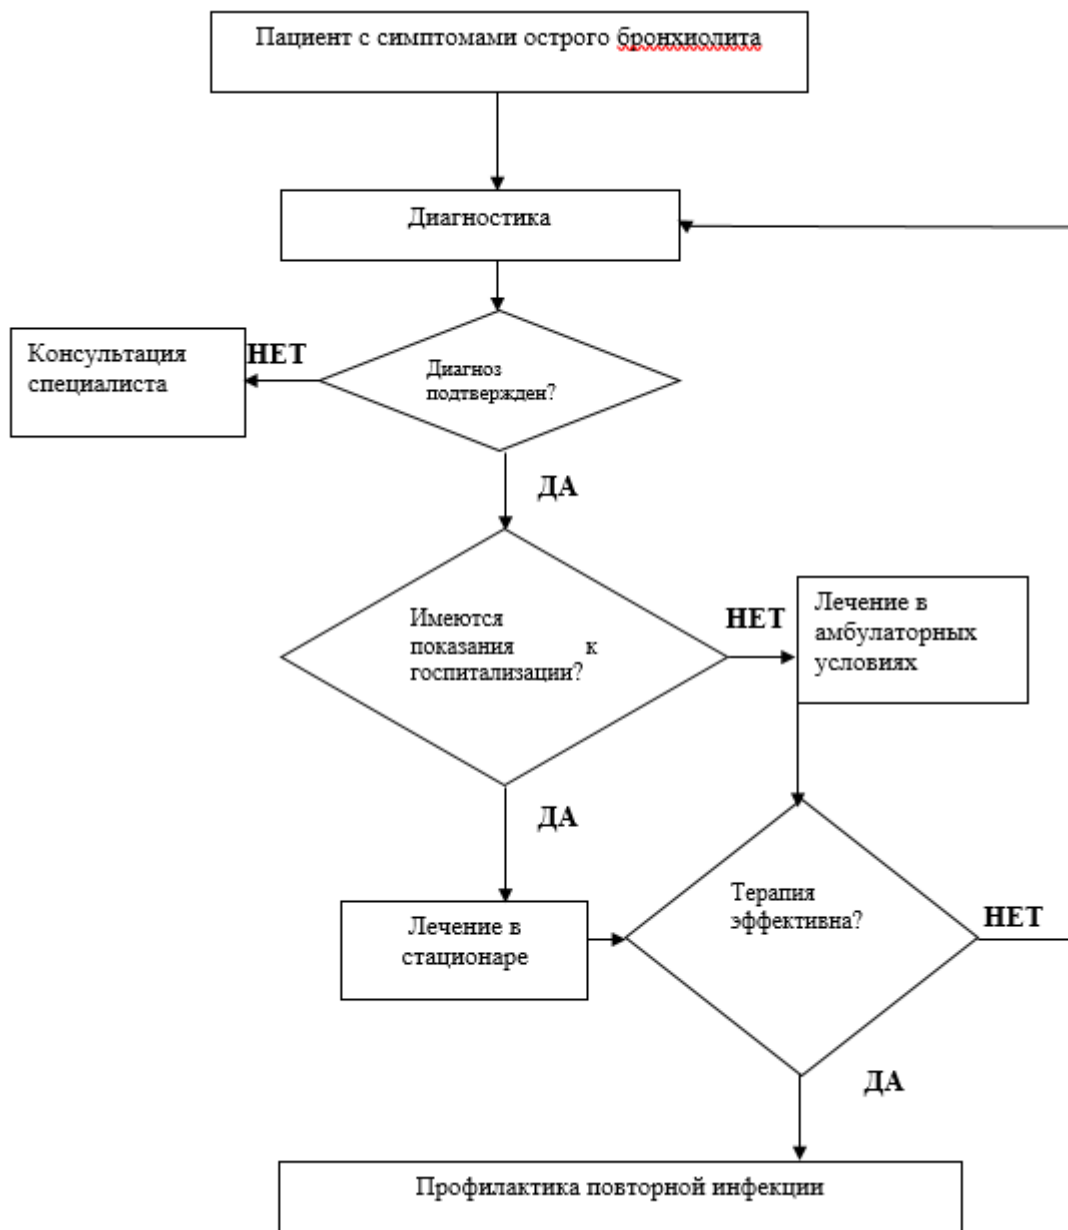 Пациент с симптомами острого бронхиолита
Диагностика
Консультация
специалиста
НЕТ
Диагноз
подтвержден?
ДА
Имеются
показания к
госпитализации?
НЕТ
Лечение в
амбулаторных
условиях
ДА
Лечение в
стационаре
Терапия
эффективна?
НЕТ
ДА
Профилактика повторной инфекции